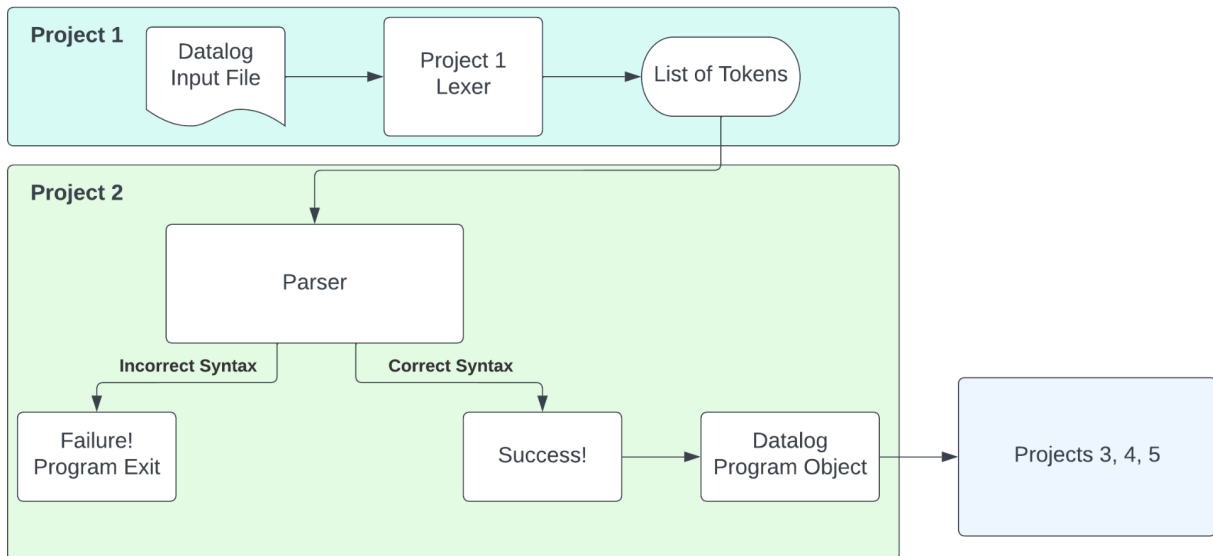 Project 1
Datalog
Input File
Project 1
Lexer
List of Tokens
Project 2
Parser
Incorrect Syntax
Correct Syntax
Failure!
Program Exit
Success!
Datalog
Program Object
Projects 3, 4, 5